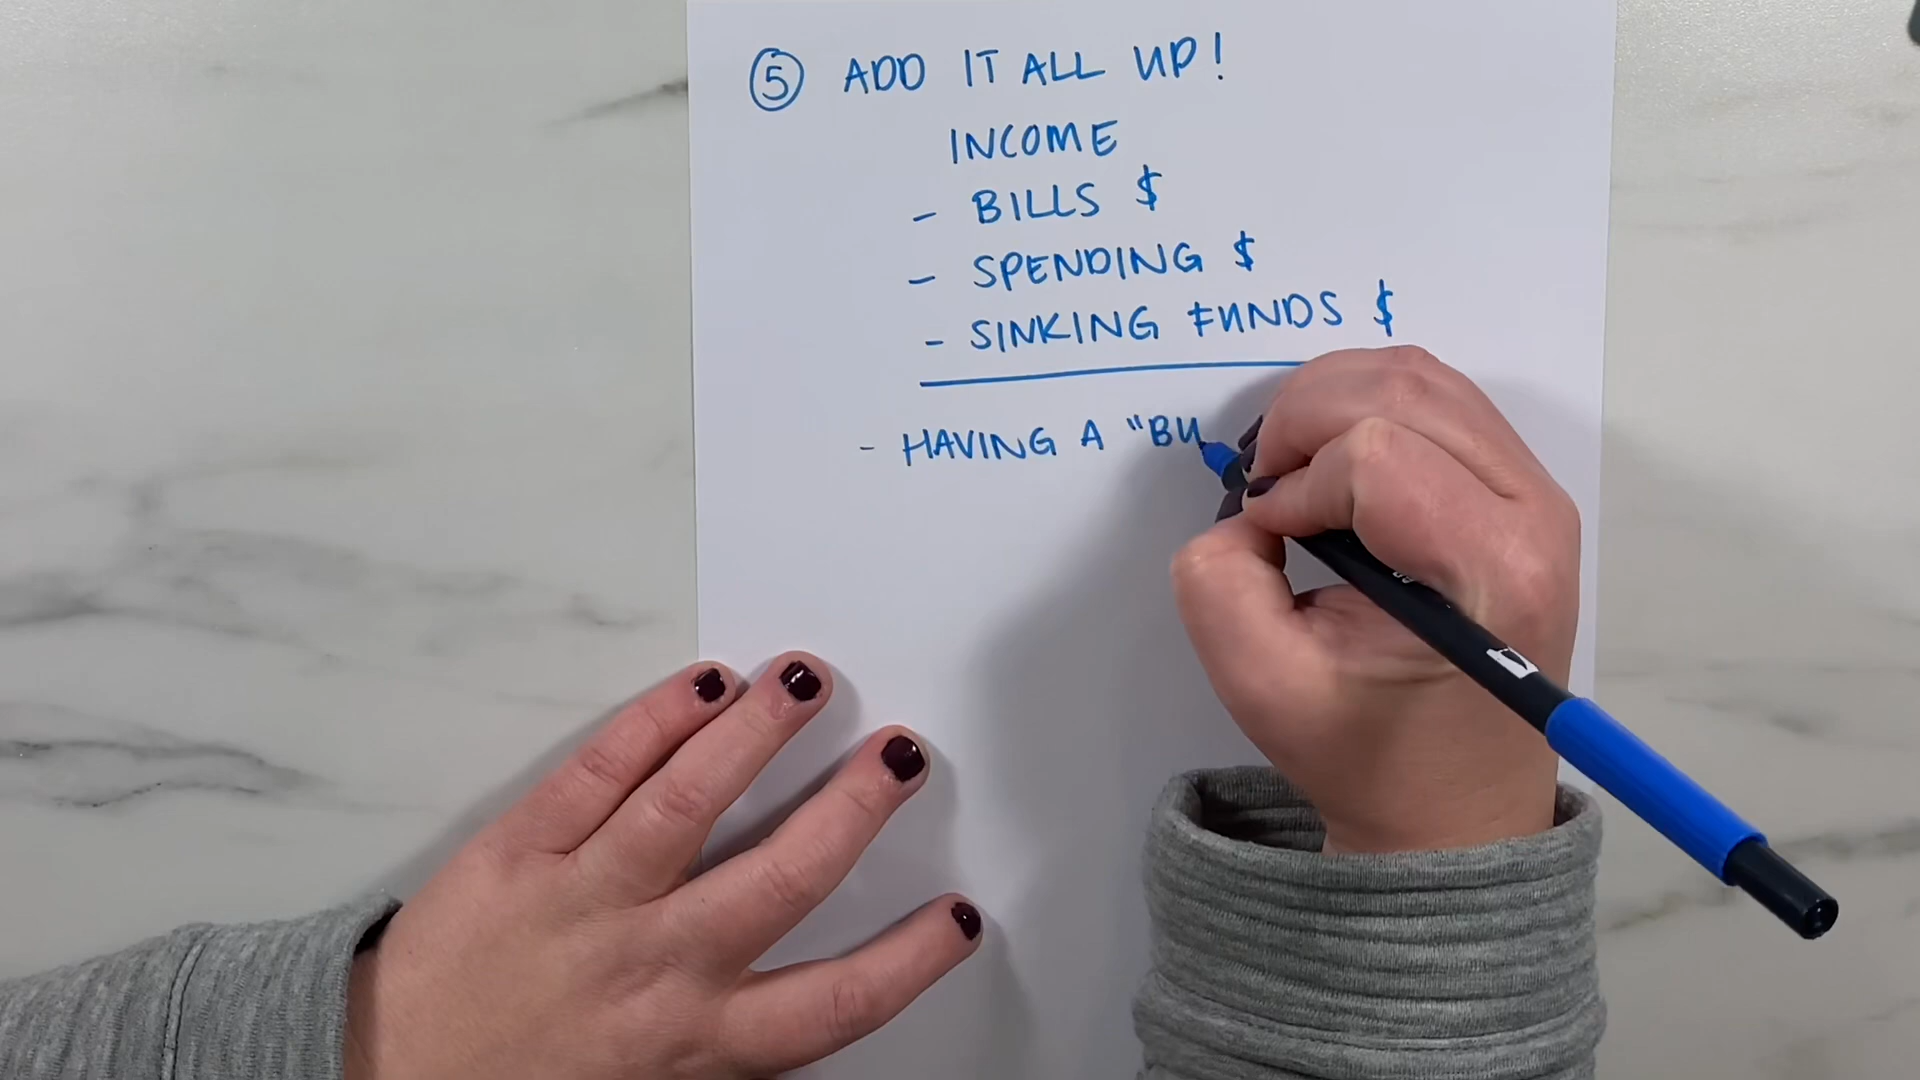 ⑤ ADD IT ALL UP!
INCOME
- BILLS $
- SPENDING $
- SINKING FUNDS $
- HAVING A "BU